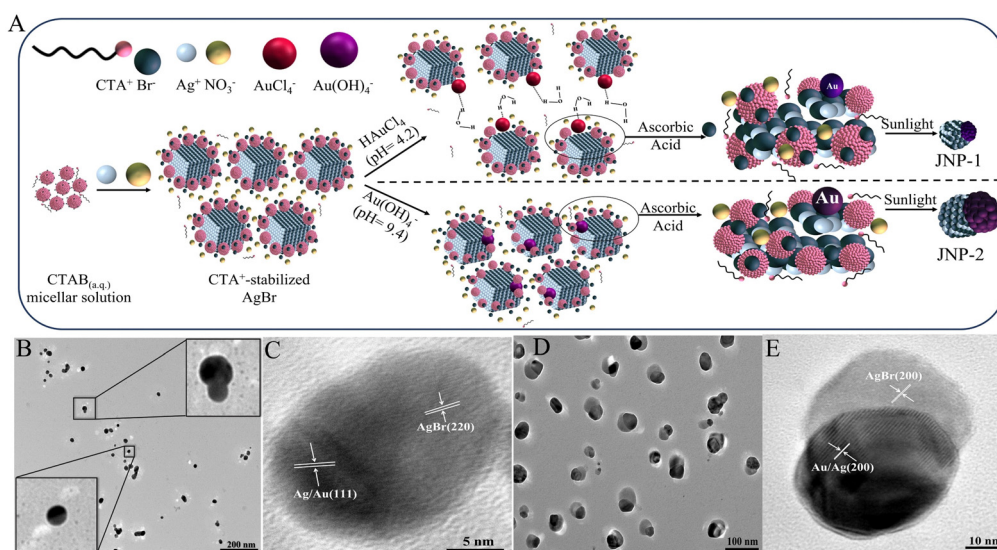 A
CTA⁺ Br⁻
Ag⁺ NO₃⁻
AuCl₄⁻
Au(OH)₄⁻
CTAB(a.q.)
micellar solution
CTA⁺-stabilized
AgBr
HAuCl₄
(pH= 4.2)
Au(OH)₄⁻
(pH= 9.4)
H
O
H
H
O
H
H
O
H
H
O
H
H
O
H
H
O
H
Ascorbic
Acid
Au
Sunlight
JNP-1
Ascorbic
Acid
Au
Sunlight
JNP-2
B
200 nm
C
AgBr(220)
Ag/Au(111)
5 nm
D
100 nm
E
AgBr(200)
Au/Ag(200)
10 nm